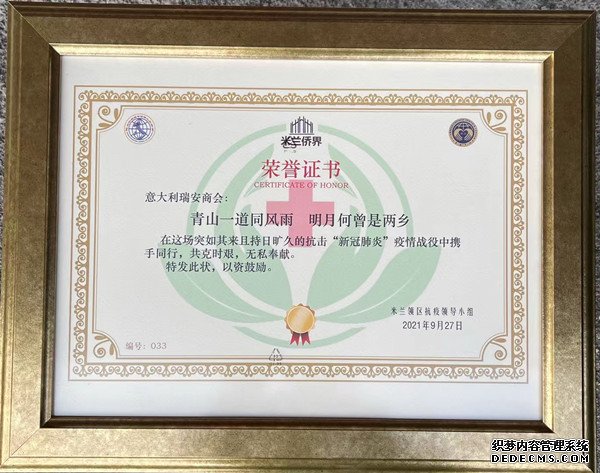 米兰侨界
荣誉证书
CERTIFICATE OF HONOR
意大利瑞安商会：
青山一道同风雨 明月何曾是两乡
在这场突如其来且持日旷久的抗击“新冠肺炎”疫情战役中携
手同行，共克时艰，无私奉献。
特发此状，以资鼓励。
米兰领区抗疫领导小组
2021年9月27日
编号：033
织梦内容管理系统
DEDECMS.COM